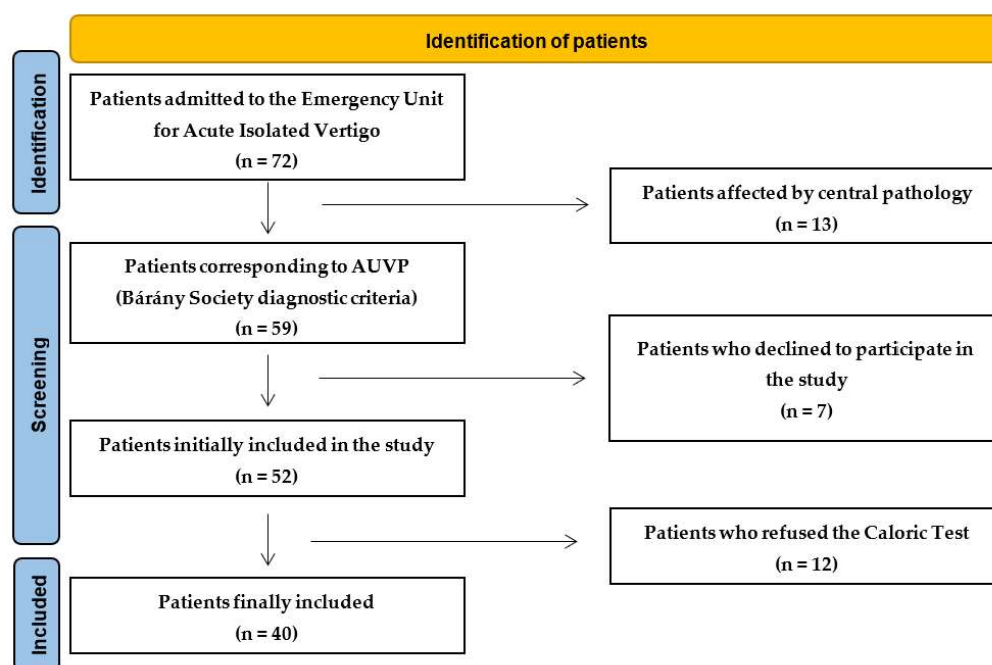 Identification of patients
Identification
Patients admitted to the Emergency Unit
for Acute Isolated Vertigo
(n = 72)
Patients affected by central pathology
(n = 13)
Screening
Patients corresponding to AUVP
(Bárány Society diagnostic criteria)
(n = 59)
Patients who declined to participate in
the study
(n = 7)
Patients initially included in the study
(n = 52)
Patients who refused the Caloric Test
(n = 12)
Included
Patients finally included
(n = 40)